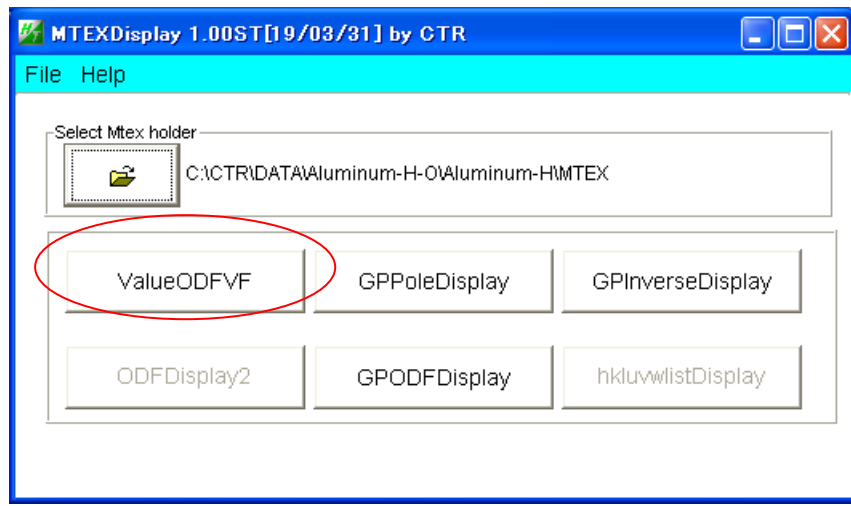 MTEXDisplay 1.00ST[19/03/31] by CTR
File Help
Select Mtex holder
C:\CTR\DATA\Aluminum-H-O\Aluminum-H\MTEX
ValueODFVF GPPoleDisplay GPInverseDisplay
ODFDisplay2 GPODFDisplay hkluvwlistDisplay